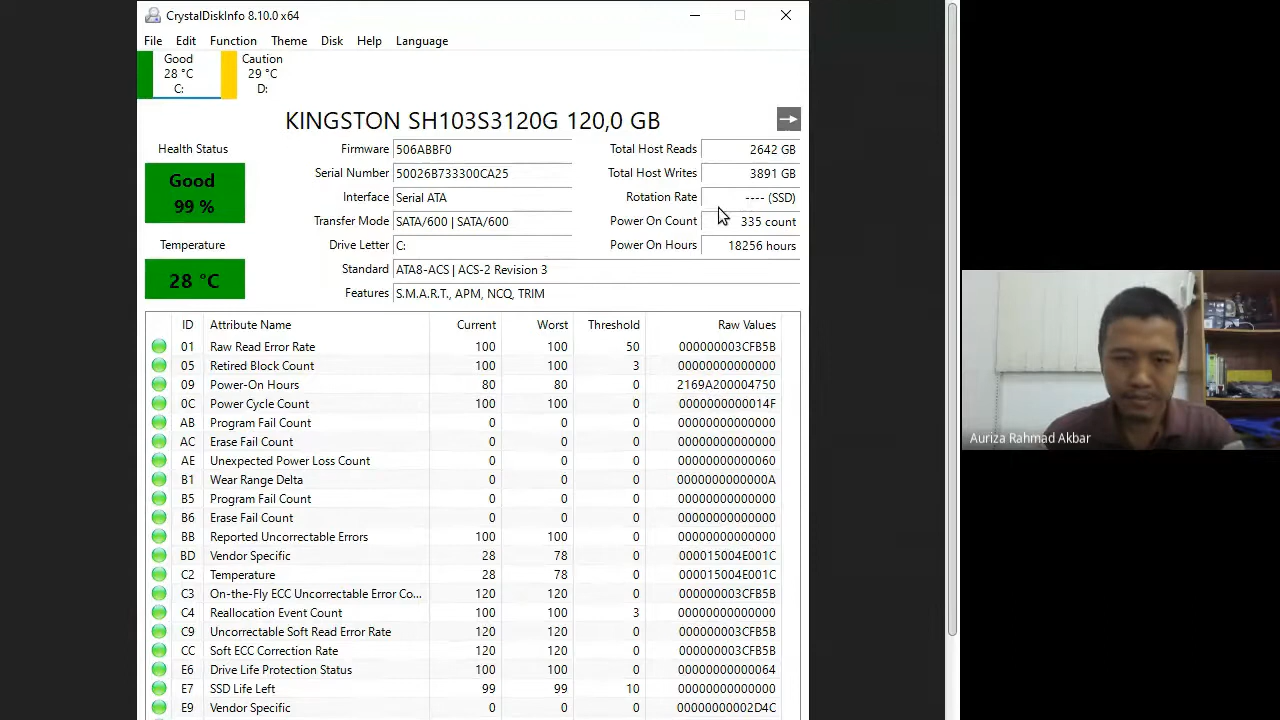 CrystalDiskInfo 8.10.0 x64
File Edit Function Theme Disk Help Language
Good
28 °C
C:
Caution
29 °C
D:
KINGSTON SH103S3120G 120,0 GB
Health Status
Good
99 %
Temperature
28 °C
Firmware 506ABBF0
Serial Number 50026B733300CA25
Interface Serial ATA
Transfer Mode SATA/600 | SATA/600
Drive Letter C:
Standard ATA8-ACS | ACS-2 Revision 3
Features S.M.A.R.T., APM, NCQ, TRIM
Total Host Reads 2642 GB
Total Host Writes 3891 GB
Rotation Rate ---- (SSD)
Power On Count 335 count
Power On Hours 18256 hours
ID Attribute Name Current Worst Threshold Raw Values
01 Raw Read Error Rate 100 100 50 000000003CFB5B
05 Retired Block Count 100 100 3 00000000000000
09 Power-On Hours 80 80 0 2169A200004750
0C Power Cycle Count 100 100 0 0000000000014F
AB Program Fail Count 0 0 0 00000000000000
AC Erase Fail Count 0 0 0 00000000000000
AE Unexpected Power Loss Count 0 0 0 00000000000060
B1 Wear Range Delta 0 0 0 0000000000000A
B5 Program Fail Count 0 0 0 00000000000000
B6 Erase Fail Count 0 0 0 00000000000000
BB Reported Uncorrectable Errors 100 100 0 00000000000000
BD Vendor Specific 28 78 0 000015004E001C
C2 Temperature 28 78 0 000015004E001C
C3 On-the-Fly ECC Uncorrectable Error Co... 120 120 0 000000003CFB5B
C4 Reallocation Event Count 100 100 3 00000000000000
C9 Uncorrectable Soft Read Error Rate 120 120 0 000000003CFB5B
CC Soft ECC Correction Rate 120 120 0 000000003CFB5B
E6 Drive Life Protection Status 100 100 0 00000000000064
E7 SSD Life Left 99 99 10 00000000000000
E9 Vendor Specific 0 0 0 00000000002D4C
Auriza Rahmad Akbar